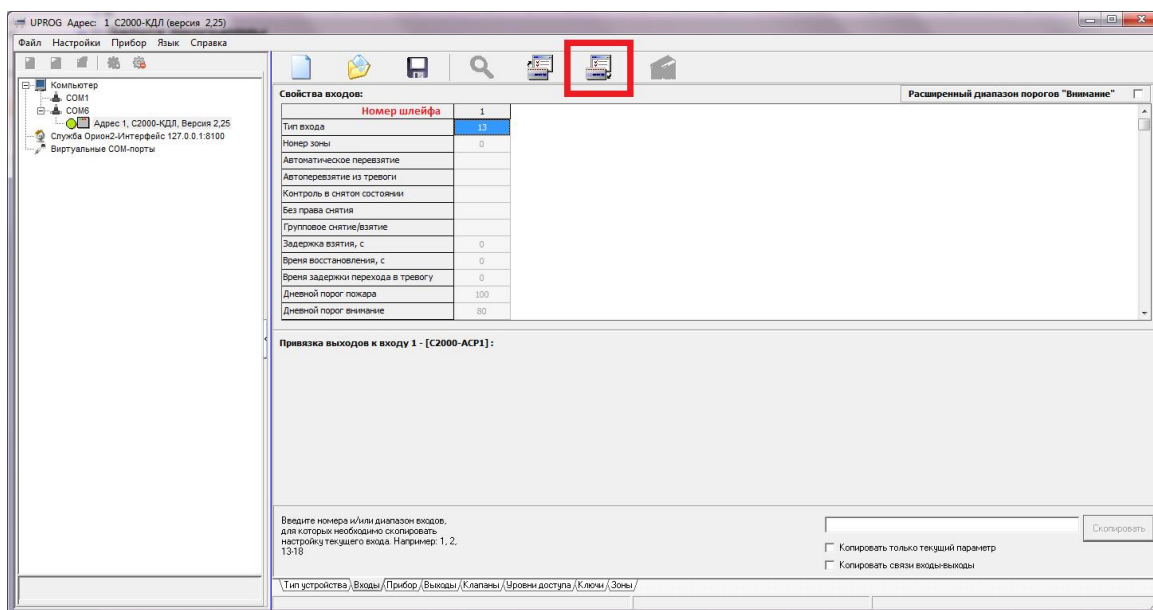 UPROG Адрес: 1 С2000-КДЛ (версия 2,25)
Файл Настройки Прибор Язык Справка
Компьютер
COM1
COM6
Адрес 1, С2000-КДЛ, Версия 2,25
Служба Орион2-Интерфейс 127.0.0.1:8100
Виртуальные COM-порты
Свойства входов:
Расширенный диапазон порогов "Внимание"
Номер шлейфа 1
Тип входа 13
Номер зоны 0
Автоматическое перевзятие
Автоперевзятие из тревоги
Контроль в снятом состоянии
Без права снятия
Групповое снятие/взятие
Задержка взятия, с 0
Время восстановления, с 0
Время задержки перехода в тревогу 0
Дневной порог пожара 100
Дневной порог внимание 80
Привязка выходов к входу 1 - [С2000-АСР1] :
Введите номера и/или диапазон входов,
для которых необходимо скопировать
настройку текущего входа. Например: 1, 2,
13-18
Скопировать
Копировать только текущий параметр
Копировать связи входы-выходы
Тип устройства Входы Прибор Выходы Клапаны Уровни доступа Ключи Зоны